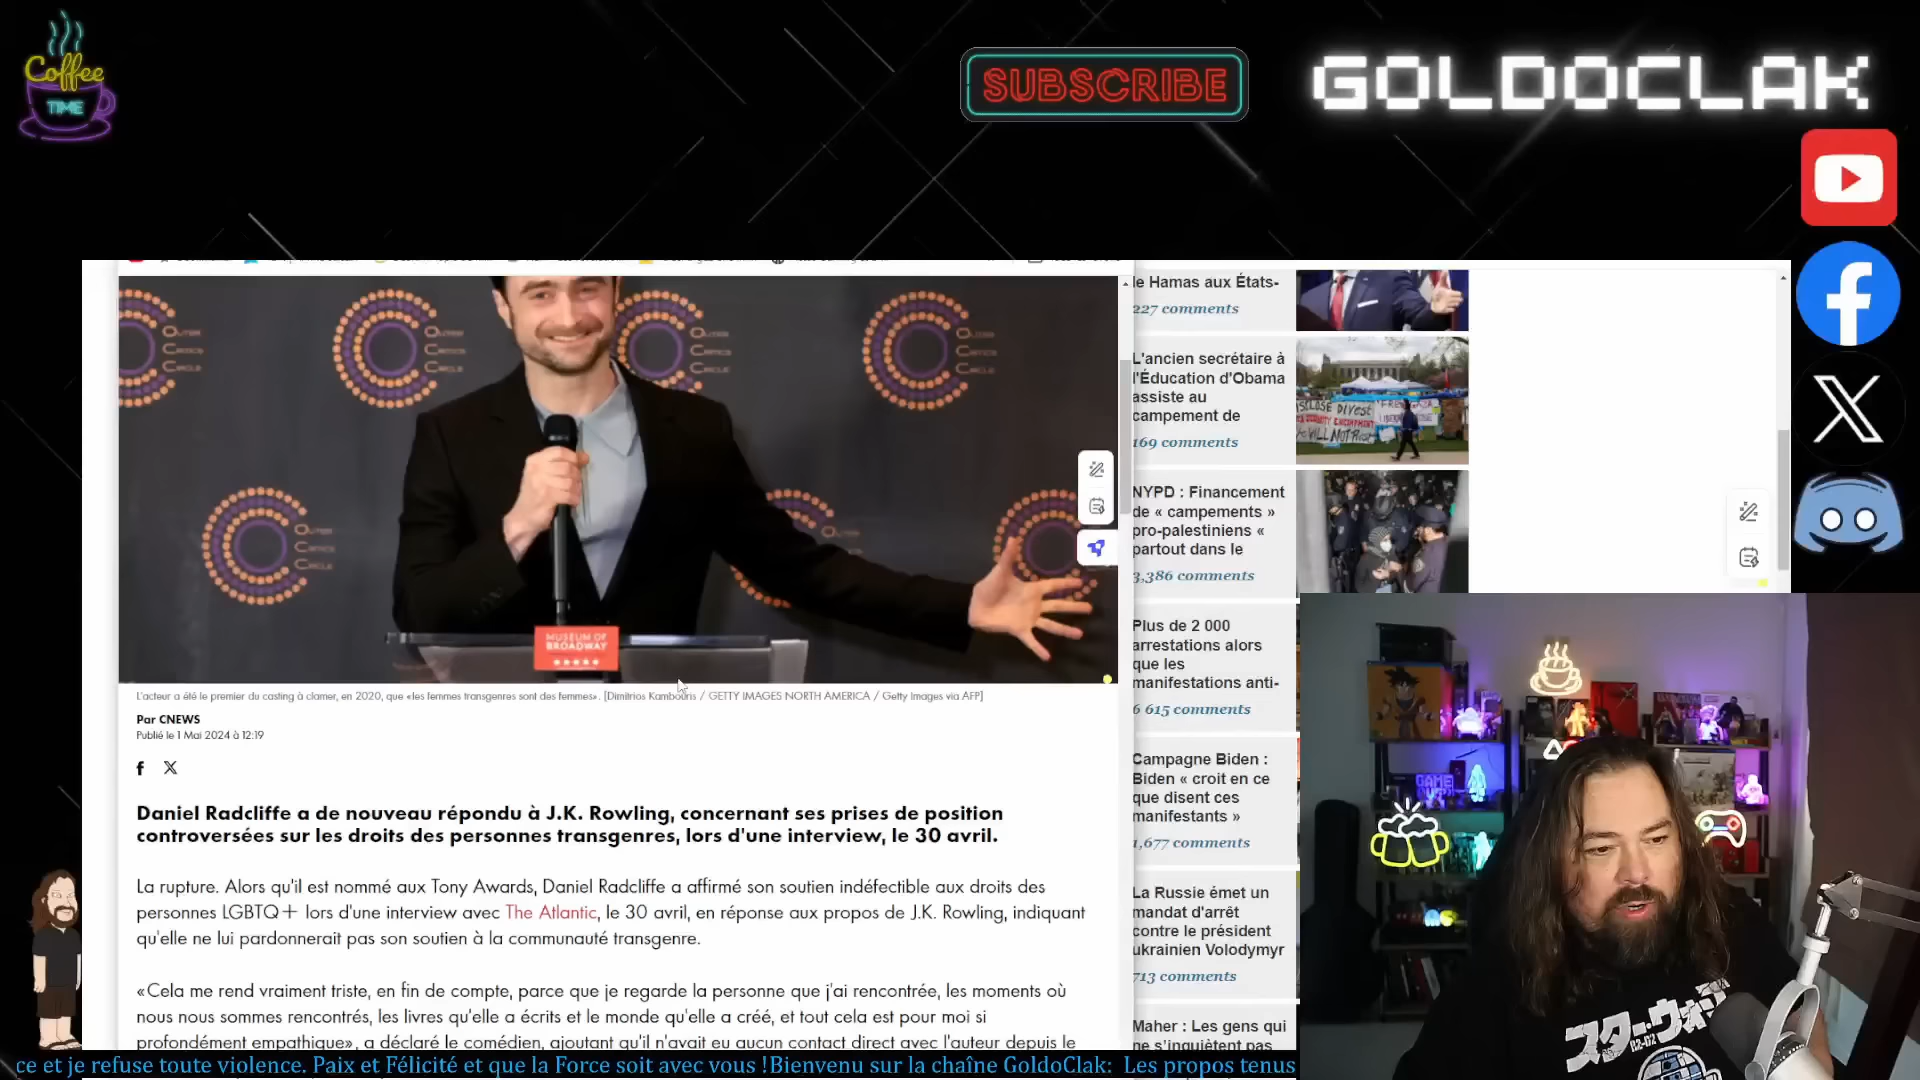 Coffee
TIME
SUBSCRIBE
GOLDOCLAK
MUSEUM OF
BROADWAY
L'acteur a été le premier du casting à clamer, en 2020, que «les femmes transgenres sont des femmes». [Dimitrios Kambouris / GETTY IMAGES NORTH AMERICA / Getty Images via AFP]
Par CNEWS
Publié le 1 Mai 2024 à 12:19
Daniel Radcliffe a de nouveau répondu à J.K. Rowling, concernant ses prises de position
controversées sur les droits des personnes transgenres, lors d'une interview, le 30 avril.
La rupture. Alors qu'il est nommé aux Tony Awards, Daniel Radcliffe a affirmé son soutien indéfectible aux droits des
personnes LGBTQ+ lors d'une interview avec The Atlantic, le 30 avril, en réponse aux propos de J.K. Rowling, indiquant
qu'elle ne lui pardonnerait pas son soutien à la communauté transgenre.
«Cela me rend vraiment triste, en fin de compte, parce que je regarde la personne que j'ai rencontrée, les moments où
nous nous sommes rencontrés, les livres qu'elle a écrits et le monde qu'elle a créé, et tout cela est pour moi si
profondément empathique», a déclaré le comédien, ajoutant qu'il n'avait eu aucun contact direct avec l'auteur depuis le
le Hamas aux États-
227 comments
L'ancien secrétaire à
l'Éducation d'Obama
assiste au
campement de
169 comments
NYPD : Financement
de « campements »
pro-palestiniens «
partout dans le
3,386 comments
Plus de 2 000
arrestations alors
que les
manifestations anti-
6 615 comments
Campagne Biden :
Biden « croit en ce
que disent ces
manifestants »
1,677 comments
La Russie émet un
mandat d'arrêt
contre le président
ukrainien Volodymyr
713 comments
Maher : Les gens qui
ne s'inquiètent pas
スター・ウォーズ
ce et je refuse toute violence. Paix et Félicité et que la Force soit avec vous !Bienvenu sur la chaîne GoldoClak: Les propos tenus